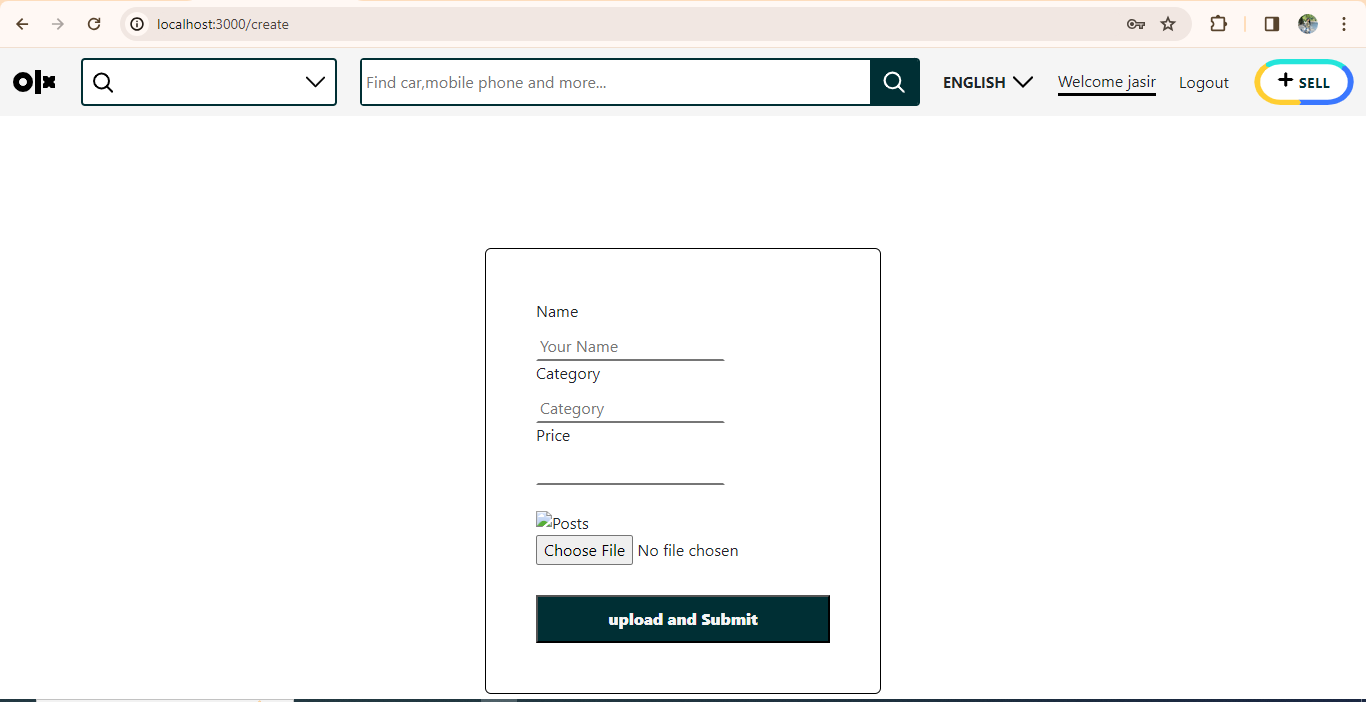 localhost:3000/create
olx
Find car,mobile phone and more...
ENGLISH
Welcome jasir
Logout
+ SELL
Name
Your Name
Category
Category
Price
Posts
Choose File No file chosen
upload and Submit